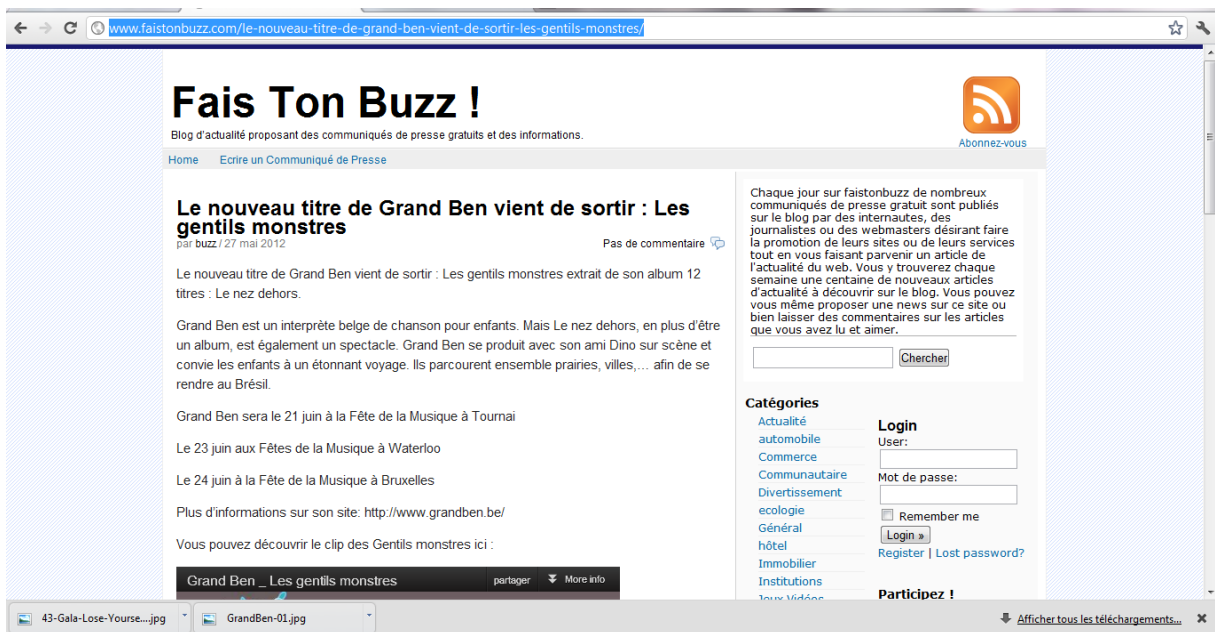 www.faistonbuzz.com/le-nouveau-titre-de-grand-ben-vient-de-sortir-les-gentils-monstres/
Fais Ton Buzz !
Blog d'actualité proposant des communiqués de presse gratuits et des informations.
Abonnez-vous
Home Ecrire un Communiqué de Presse
Le nouveau titre de Grand Ben vient de sortir : Les
gentils monstres
par buzz / 27 mai 2012 Pas de commentaire
Le nouveau titre de Grand Ben vient de sortir : Les gentils monstres extrait de son album 12
titres : Le nez dehors.
Grand Ben est un interprète belge de chanson pour enfants. Mais Le nez dehors, en plus d'être
un album, est également un spectacle. Grand Ben se produit avec son ami Dino sur scène et
convie les enfants à un étonnant voyage. Ils parcourent ensemble prairies, villes,… afin de se
rendre au Brésil.
Grand Ben sera le 21 juin à la Fête de la Musique à Tournai
Le 23 juin aux Fêtes de la Musique à Waterloo
Le 24 juin à la Fête de la Musique à Bruxelles
Plus d'informations sur son site: http://www.grandben.be/
Vous pouvez découvrir le clip des Gentils monstres ici :
Grand Ben _ Les gentils monstres partager More info
Chaque jour sur faistonbuzz de nombreux
communiqués de presse gratuit sont publiés
sur le blog par des internautes, des
journalistes ou des webmasters désirant faire
la promotion de leurs sites ou de leurs services
tout en vous faisant parvenir un article de
l'actualité du web. Vous y trouverez chaque
semaine une centaine de nouveaux articles
d'actualité à découvrir sur le blog. Vous pouvez
vous même proposer une news sur ce site ou
bien laisser des commentaires sur les articles
que vous avez lu et aimer.
Chercher
Catégories
Actualité
automobile
Commerce
Communautaire
Divertissement
ecologie
Général
hôtel
Immobilier
Institutions
Jeux Vidéos
Login
User:
Mot de passe:
Remember me
Login »
Register | Lost password?
Participez !
43-Gala-Lose-Yourse....jpg
GrandBen-01.jpg
Afficher tous les téléchargements...